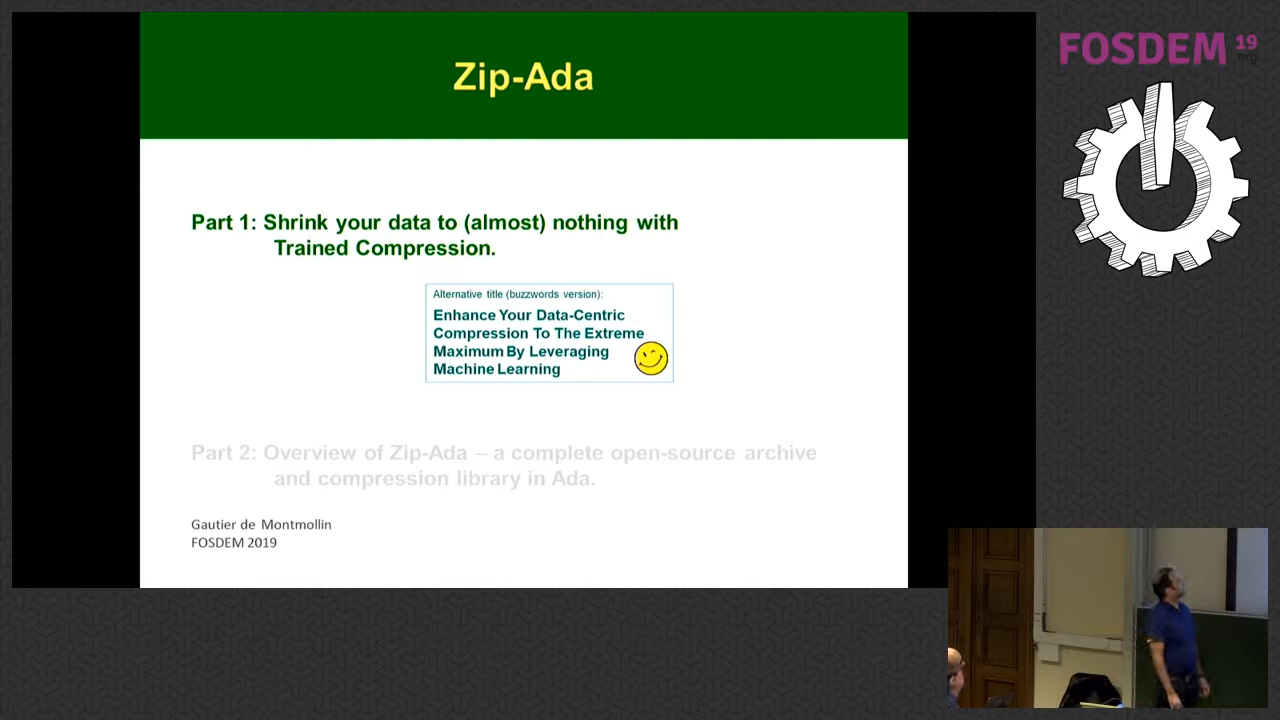 Zip-Ada
FOSDEM 19
.org
Part 1: Shrink your data to (almost) nothing with
Trained Compression.
Alternative title (buzzwords version):
Enhance Your Data-Centric
Compression To The Extreme
Maximum By Leveraging
Machine Learning
Part 2: Overview of Zip-Ada – a complete open-source archive
and compression library in Ada.
Gautier de Montmollin
FOSDEM 2019